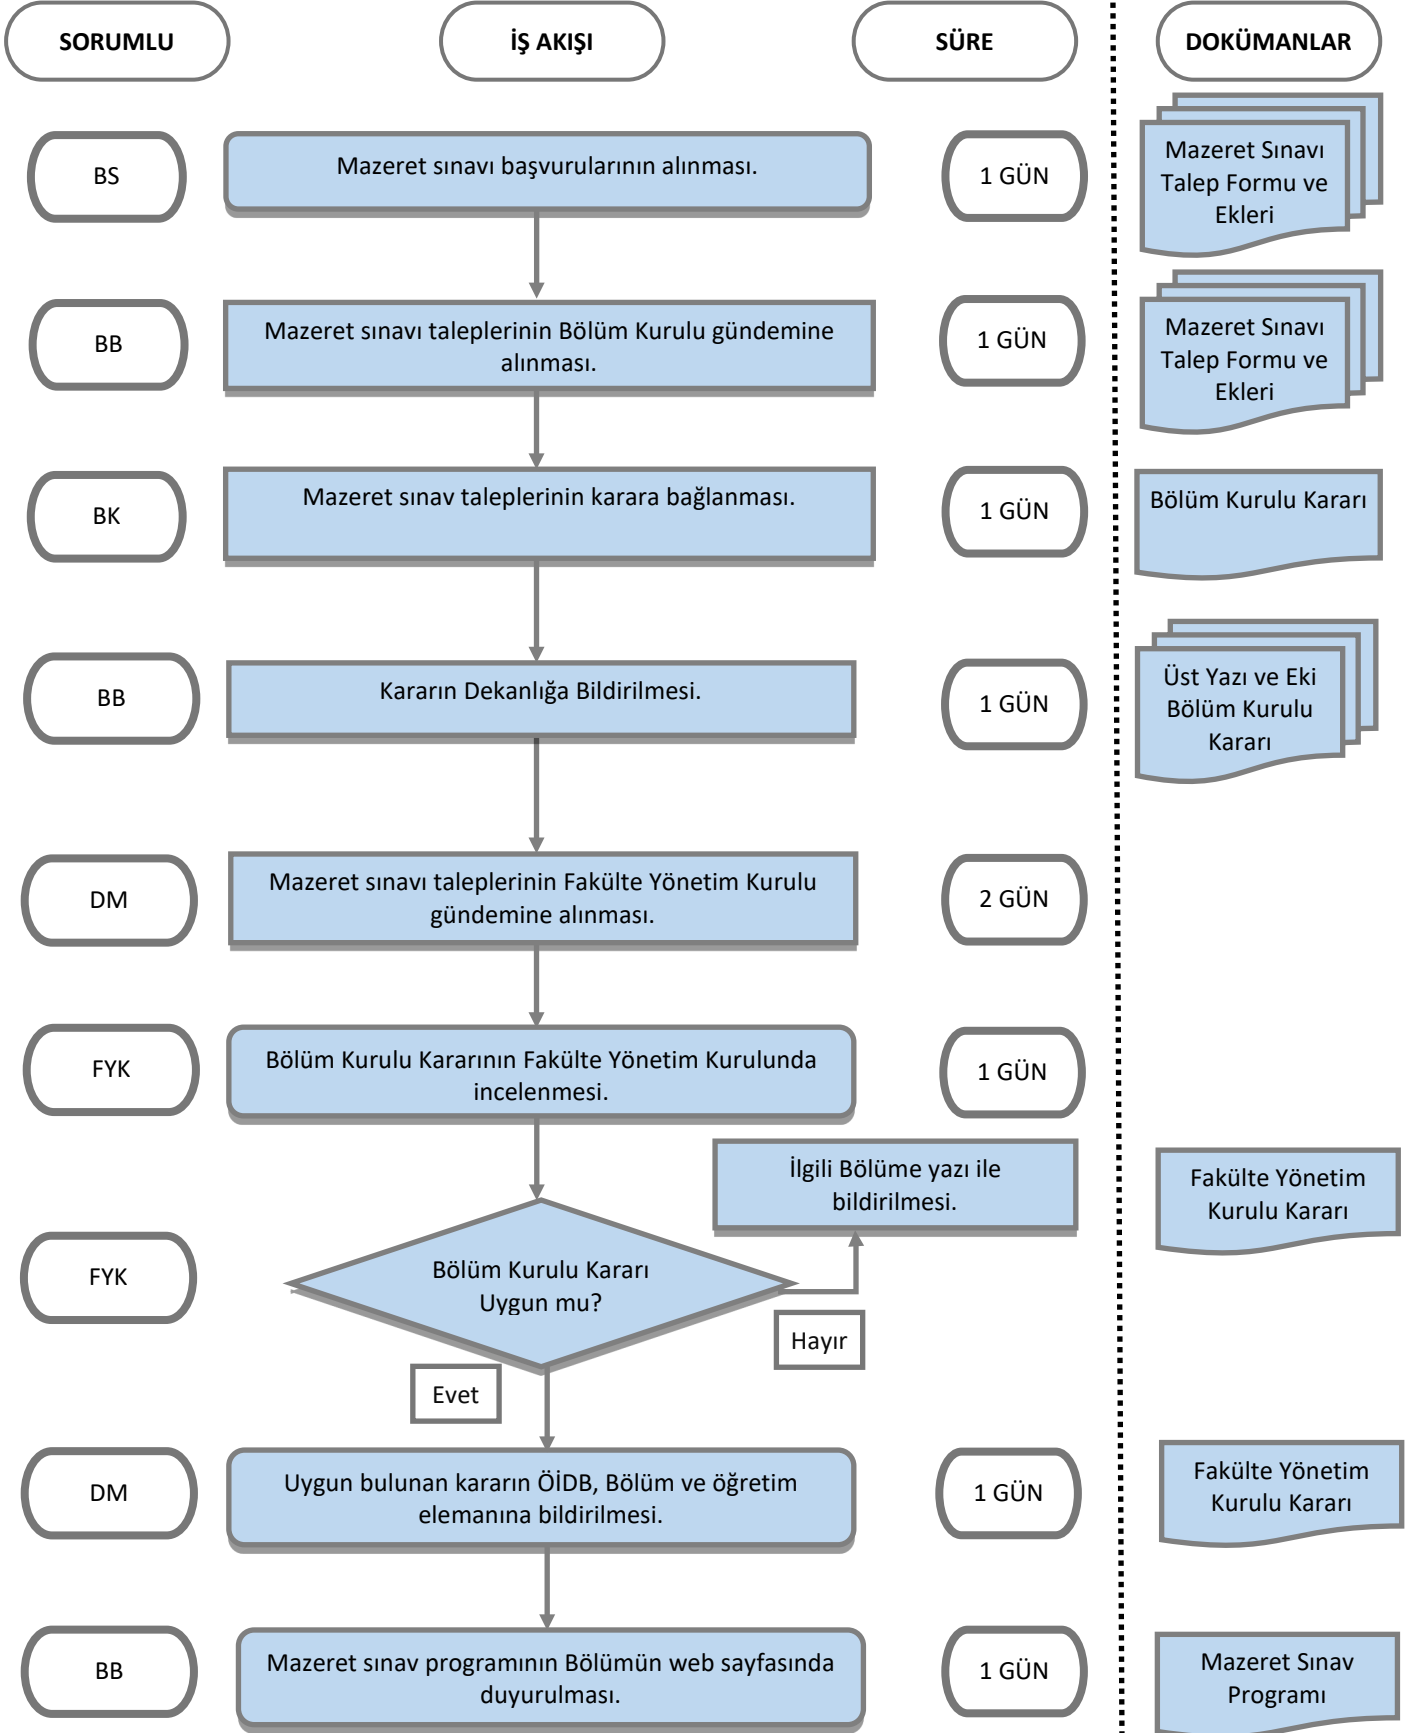 SORUMLU
İŞ AKIŞI
SÜRE
DOKÜMANLAR
BS
Mazeret sınavı başvurularının alınması.
1 GÜN
Mazeret Sınavı
Talep Formu ve
Ekleri
BB
Mazeret sınavı taleplerinin Bölüm Kurulu gündemine
alınması.
1 GÜN
Mazeret Sınavı
Talep Formu ve
Ekleri
BK
Mazeret sınav taleplerinin karara bağlanması.
1 GÜN
Bölüm Kurulu Kararı
BB
Kararın Dekanlığa Bildirilmesi.
1 GÜN
Üst Yazı ve Eki
Bölüm Kurulu
Kararı
DM
Mazeret sınavı taleplerinin Fakülte Yönetim Kurulu
gündemine alınması.
2 GÜN
FYK
Bölüm Kurulu Kararının Fakülte Yönetim Kurulunda
incelenmesi.
1 GÜN
İlgili Bölüme yazı ile
bildirilmesi.
Fakülte Yönetim
Kurulu Kararı
FYK
Bölüm Kurulu Kararı
Uygun mu?
Hayır
Evet
DM
Uygun bulunan kararın ÖİDB, Bölüm ve öğretim
elemanına bildirilmesi.
1 GÜN
Fakülte Yönetim
Kurulu Kararı
BB
Mazeret sınav programının Bölümün web sayfasında
duyurulması.
1 GÜN
Mazeret Sınav
Programı